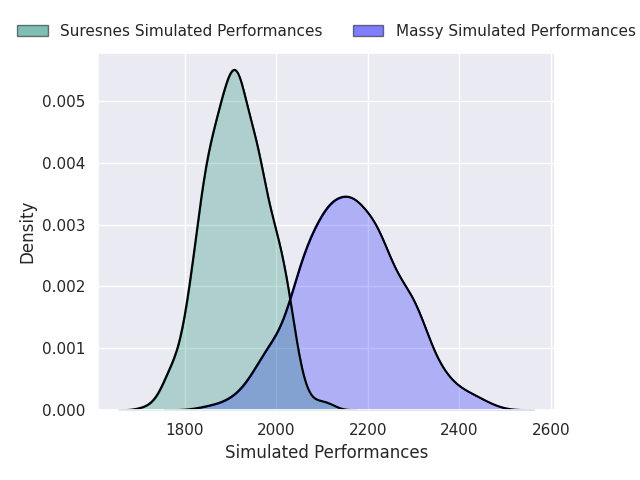 Suresnes Simulated Performances Massy Simulated Performances
0.005
0.004
0.003
0.002
0.001
0.000
Density
1800 2000 2200 2400 2600
Simulated Performances